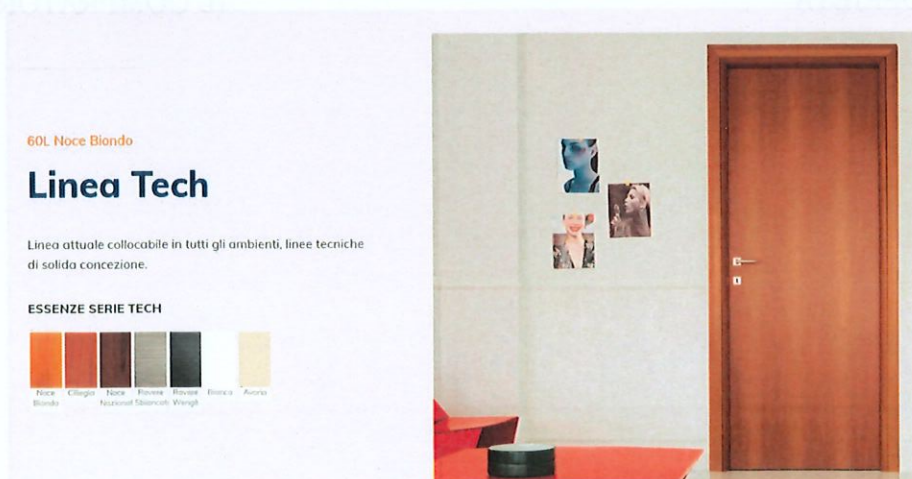 60L Noce Biondo
Linea Tech
Linea attuale collocabile in tutti gli ambienti, linee tecniche
di solida concezione.
ESSENZE SERIE TECH
Noce Ciliegio Noce Rovere Rovere Bianco Avorio
Biondo Nazional Sbiancato Wengè